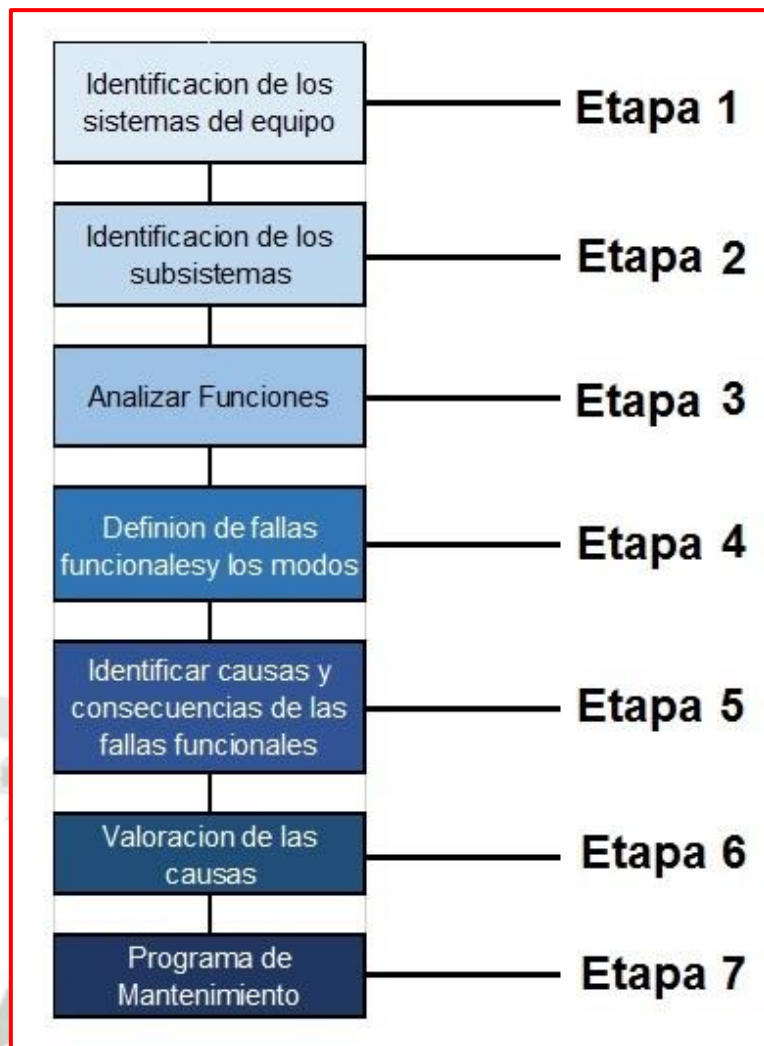 Identificacion de los
sistemas del equipo
Etapa 1
Identificacion de los
subsistemas
Etapa 2
Analizar Funciones
Etapa 3
Definion de fallas
funcionalesy los modos
Etapa 4
Identificar causas y
consecuencias de las
fallas funcionales
Etapa 5
Valoracion de las
causas
Etapa 6
Programa de
Mantenimiento
Etapa 7